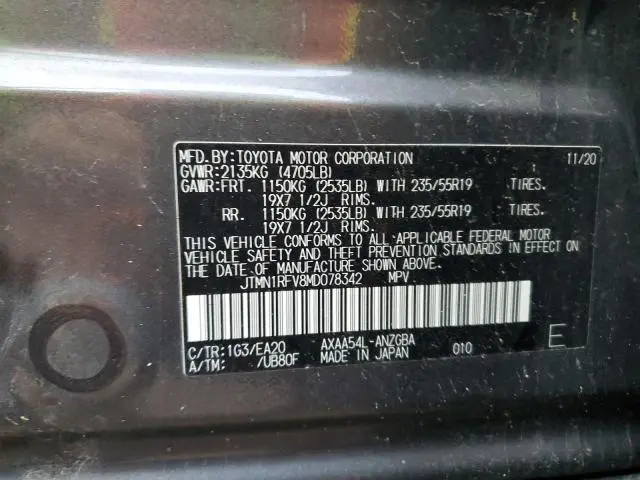 MFD.BY:TOYOTA MOTOR CORPORATION 11/20
GVWR:2135KG (4705LB)
GAWR:FRT. 1150KG (2535LB) WITH 235/55R19 TIRES.
19X7 1/2J RIMS.
RR. 1150KG (2535LB) WITH 235/55R19 TIRES.
19X7 1/2J RIMS.
THIS VEHICLE CONFORMS TO ALL APPLICABLE FEDERAL MOTOR
VEHICLE SAFETY AND THEFT PREVENTION STANDARDS IN EFFECT ON
THE DATE OF MANUFACTURE SHOWN ABOVE.
JTMN1RFV8MD078342 MPV
C/TR:1G3/EA20 AXAA54L-ANZGBA
A/TM: /UB80F MADE IN JAPAN 010
E